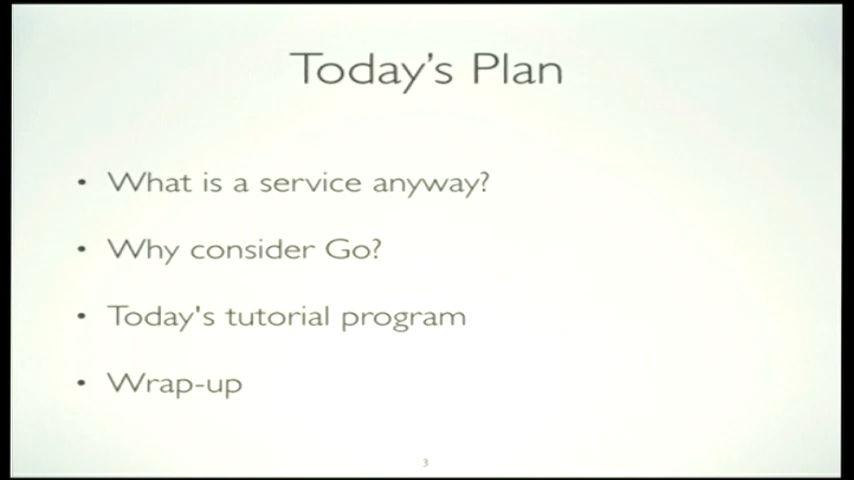 Today’s Plan
• What is a service anyway?
• Why consider Go?
• Today's tutorial program
• Wrap-up
3